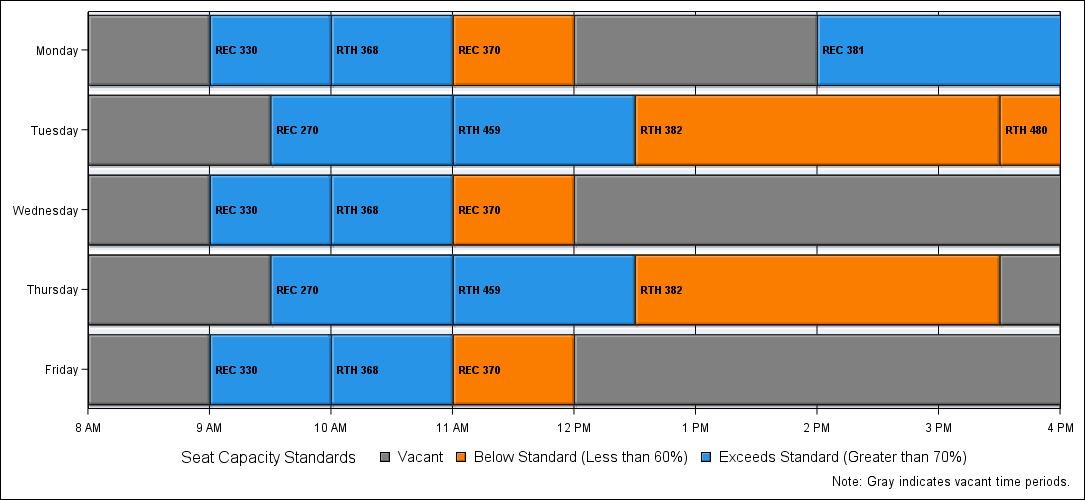 Monday REC 330 RTH 368 REC 370 REC 381
Tuesday REC 270 RTH 459 RTH 382 RTH 480
Wednesday REC 330 RTH 368 REC 370
Thursday REC 270 RTH 459 RTH 382
Friday REC 330 RTH 368 REC 370
8 AM 9 AM 10 AM 11 AM 12 PM 1 PM 2 PM 3 PM 4 PM
Seat Capacity Standards Vacant Below Standard (Less than 60%) Exceeds Standard (Greater than 70%)
Note: Gray indicates vacant time periods.